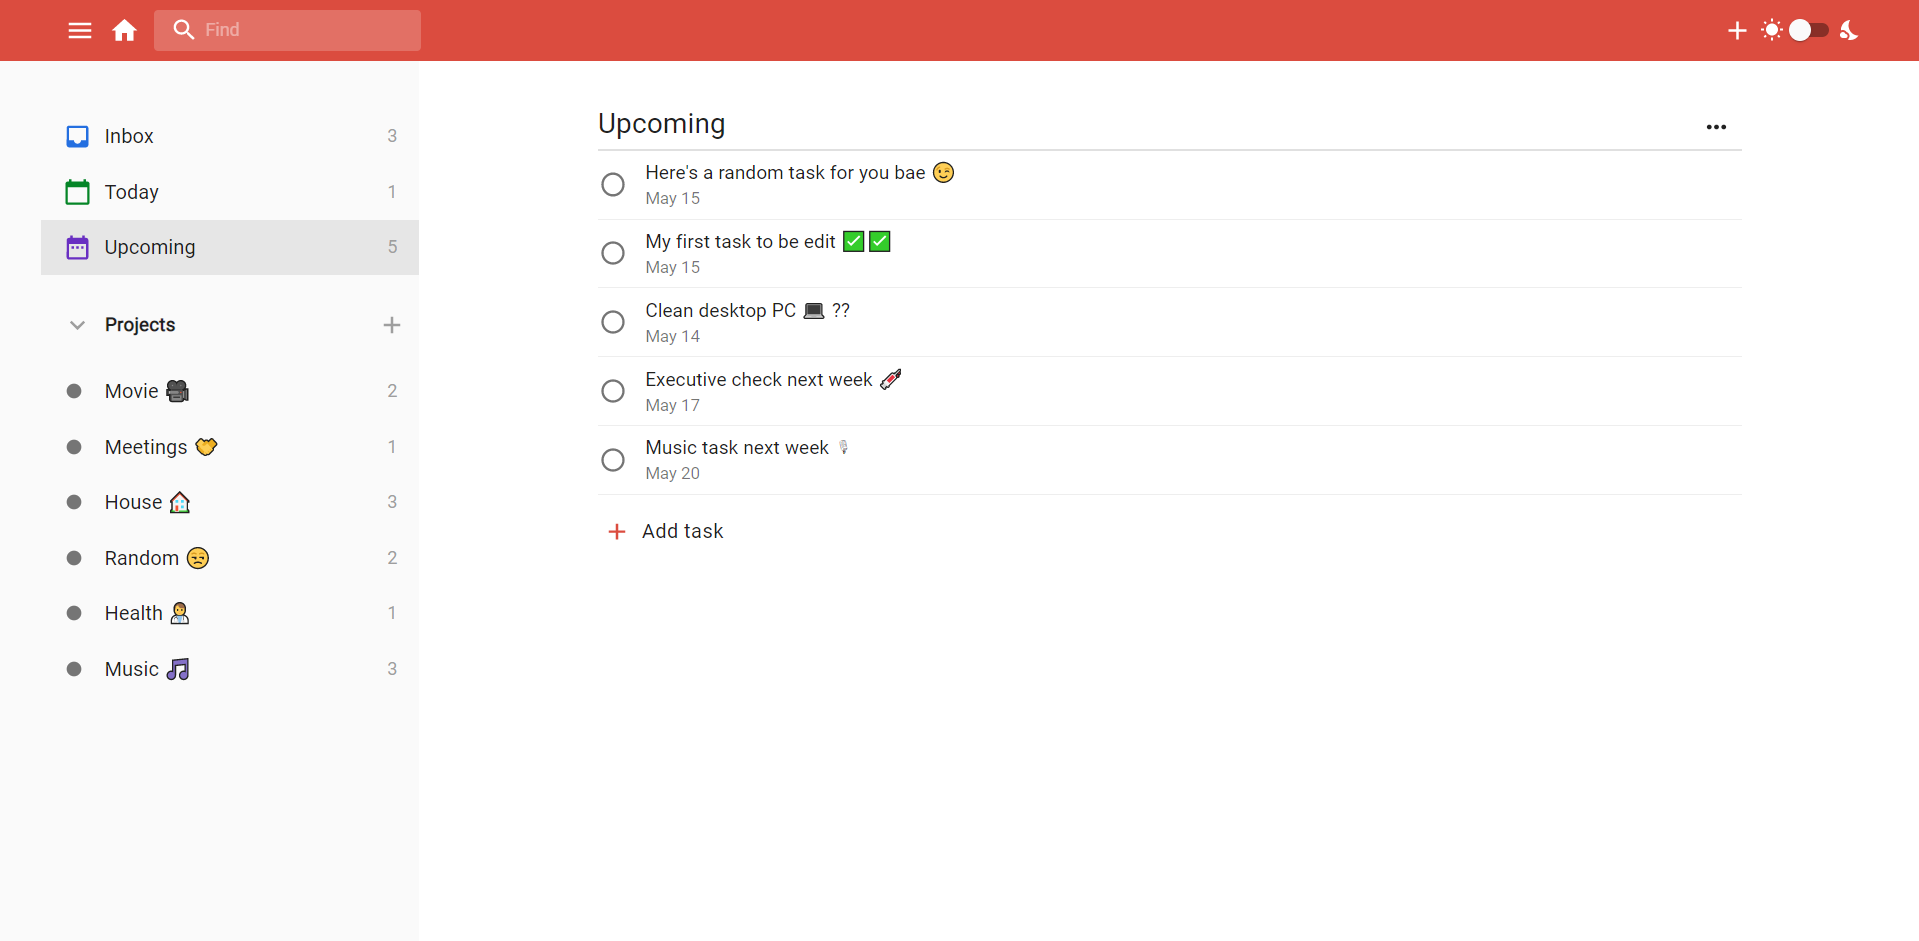 Find
Inbox 3
Today 1
Upcoming 5
Projects
Movie 🎥 2
Meetings 🤝 1
House 🏠 3
Random 😒 2
Health 👨‍⚕️ 1
Music 🎵 3
Upcoming
Here's a random task for you bae 😉
May 15
My first task to be edit ✅✅
May 15
Clean desktop PC 💻 ??
May 14
Executive check next week 💉
May 17
Music task next week 🎙
May 20
Add task